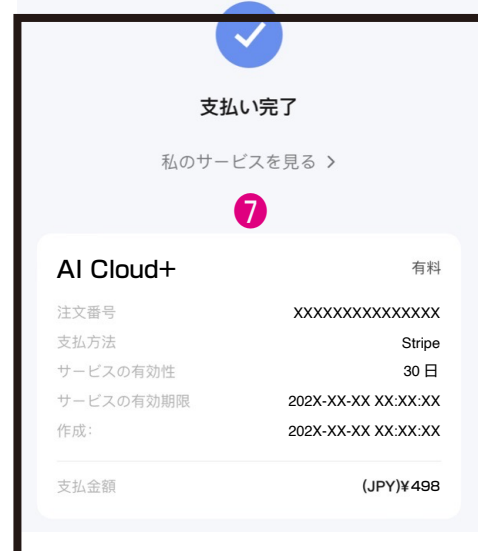 支払い完了
私のサービスを見る >
7
AI Cloud+ 有料
注文番号 XXXXXXXXXXXXXXX
支払方法 Stripe
サービスの有効性 30 日
サービスの有効期限 202X-XX-XX XX:XX:XX
作成: 202X-XX-XX XX:XX:XX
支払金額 (JPY)¥498